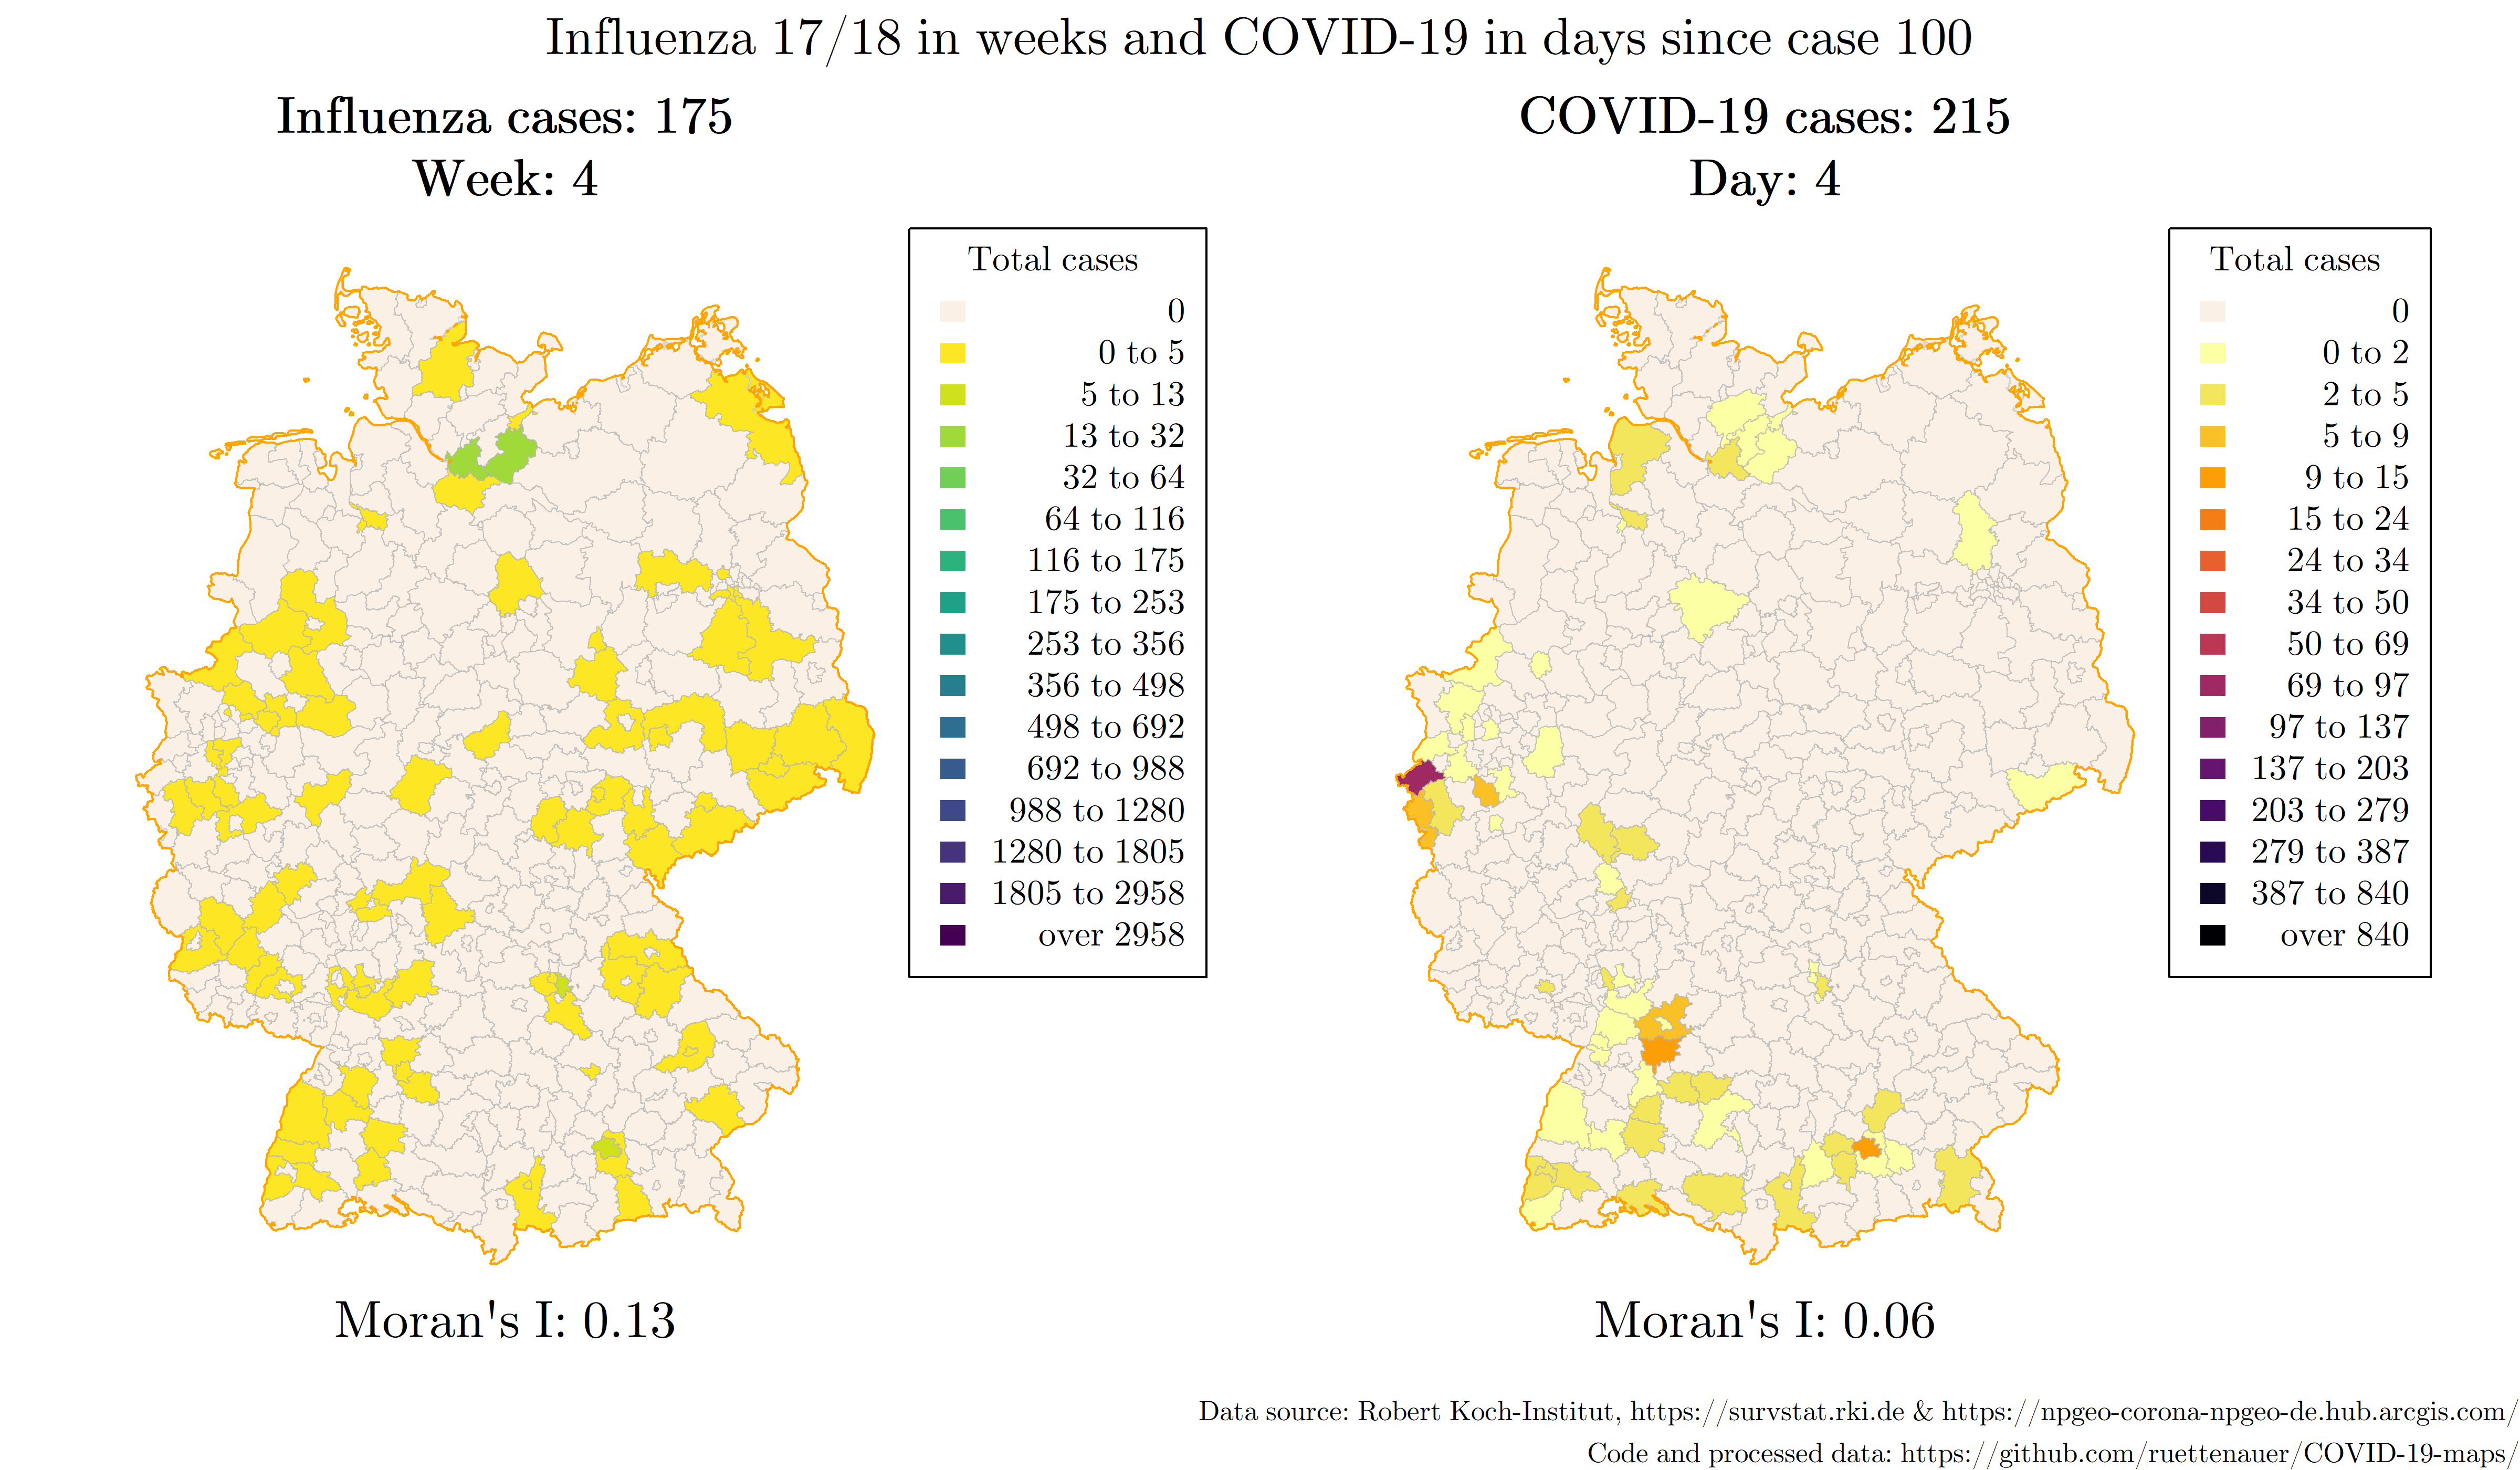 Influenza 17/18 in weeks and COVID-19 in days since case 100
Influenza cases: 175
Week: 4
Total cases
0
0 to 5
5 to 13
13 to 32
32 to 64
64 to 116
116 to 175
175 to 253
253 to 356
356 to 498
498 to 692
692 to 988
988 to 1280
1280 to 1805
1805 to 2958
over 2958
Moran's I: 0.13
COVID-19 cases: 215
Day: 4
Total cases
0
0 to 2
2 to 5
5 to 9
9 to 15
15 to 24
24 to 34
34 to 50
50 to 69
69 to 97
97 to 137
137 to 203
203 to 279
279 to 387
387 to 840
over 840
Moran's I: 0.06
Data source: Robert Koch-Institut, https://survstat.rki.de & https://npgeo-corona-npgeo-de.hub.arcgis.com/
Code and processed data: https://github.com/ruettenauer/COVID-19-maps/